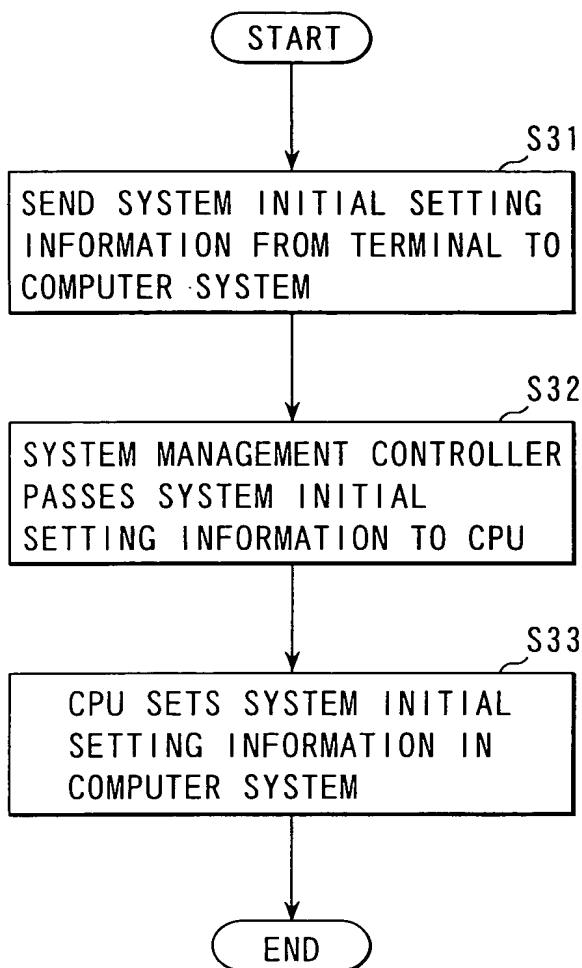 START
S31
SEND SYSTEM INITIAL SETTING
INFORMATION FROM TERMINAL TO
COMPUTER SYSTEM
S32
SYSTEM MANAGEMENT CONTROLLER
PASSES SYSTEM INITIAL
SETTING INFORMATION TO CPU
S33
CPU SETS SYSTEM INITIAL
SETTING INFORMATION IN
COMPUTER SYSTEM
END